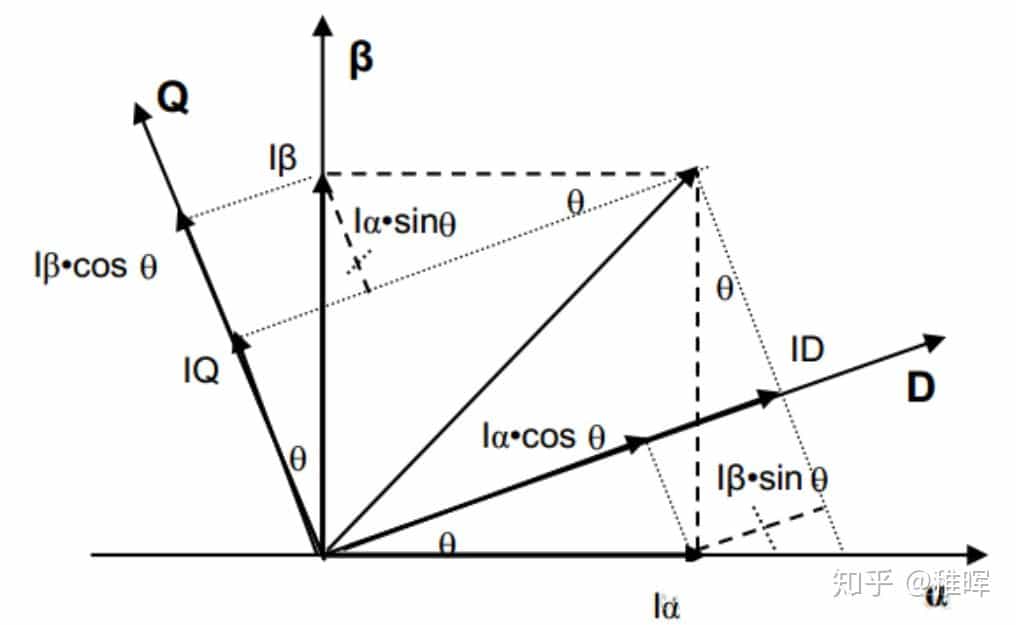 β
Q
Iβ
θ
Iα•sinθ
Iβ•cos θ
θ
ID
IQ
D
Iα•cos θ
θ
Iβ•sin θ
θ
Iα
α
知乎 @稚晖